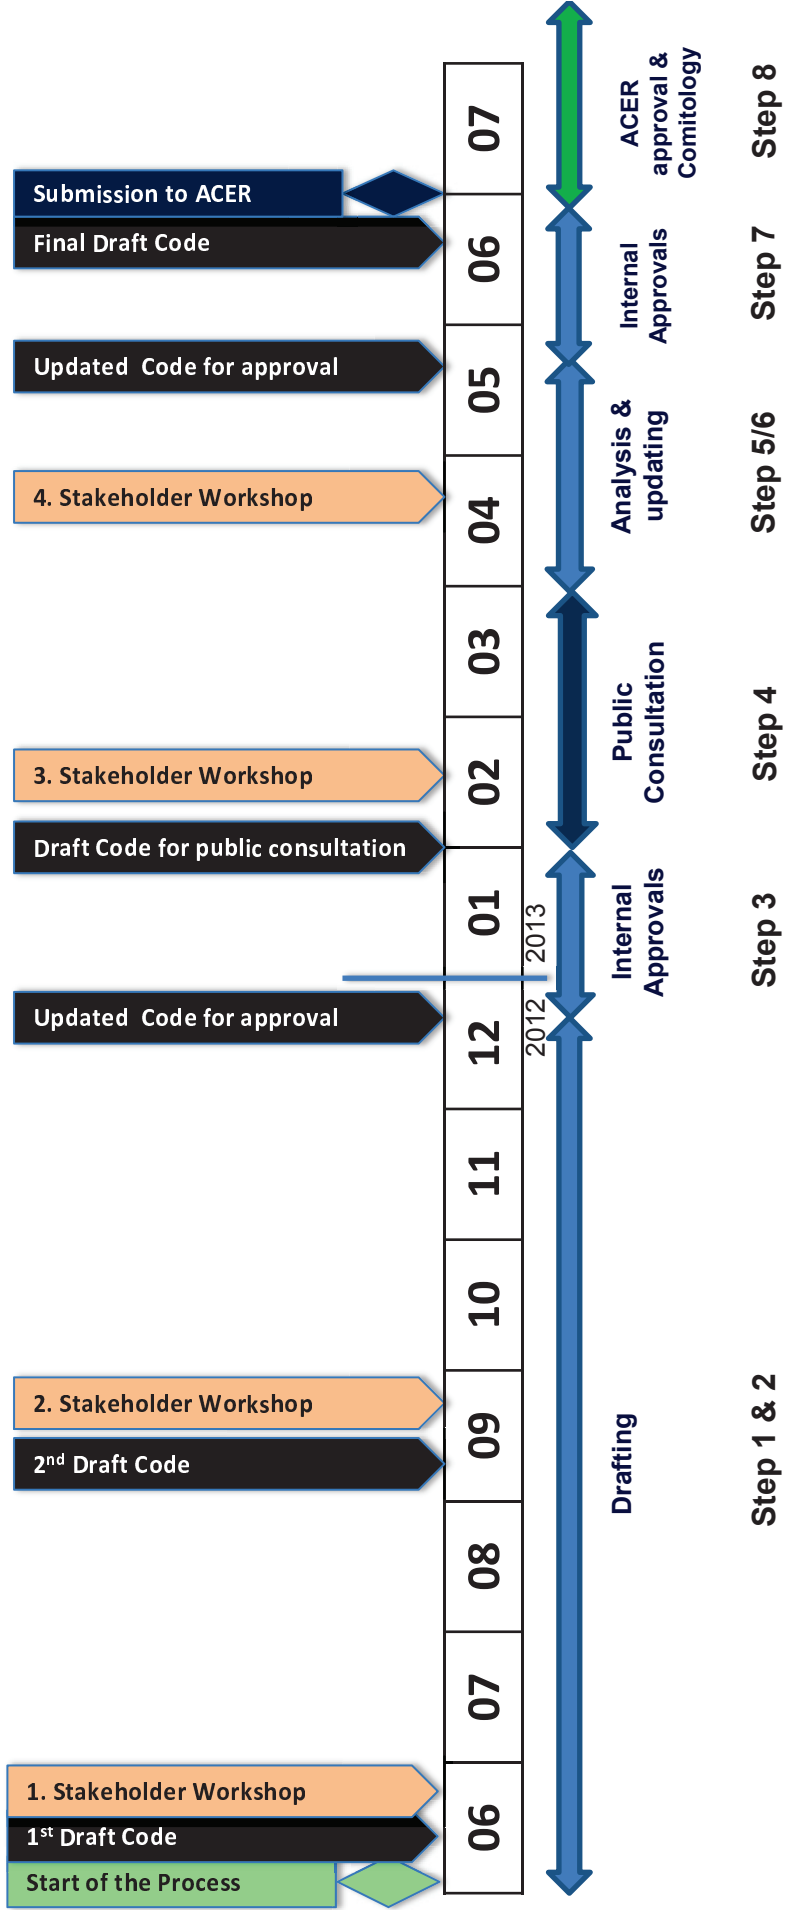 Submission to ACER
Final Draft Code
Updated Code for approval
4. Stakeholder Workshop
3. Stakeholder Workshop
Draft Code for public consultation
Updated Code for approval
2. Stakeholder Workshop
2nd Draft Code
1. Stakeholder Workshop
1st Draft Code
Start of the Process
07
06
05
04
03
02
01
12
11
10
09
08
07
06
2013
2012
ACER
approval &
Comitology
Internal
Approvals
Analysis &
updating
Public
Consultation
Internal
Approvals
Drafting
Step 8
Step 7
Step 5/6
Step 4
Step 3
Step 1 & 2